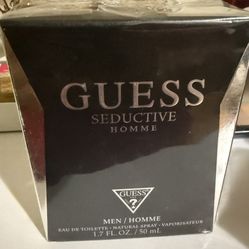 GUESS
SEDUCTIVE
HOMME
GUESS
?
MEN / HOMME
EAU DE TOILETTE • NATURAL SPRAY • VAPORISATEUR
1.7 FL. OZ. / 50 ml